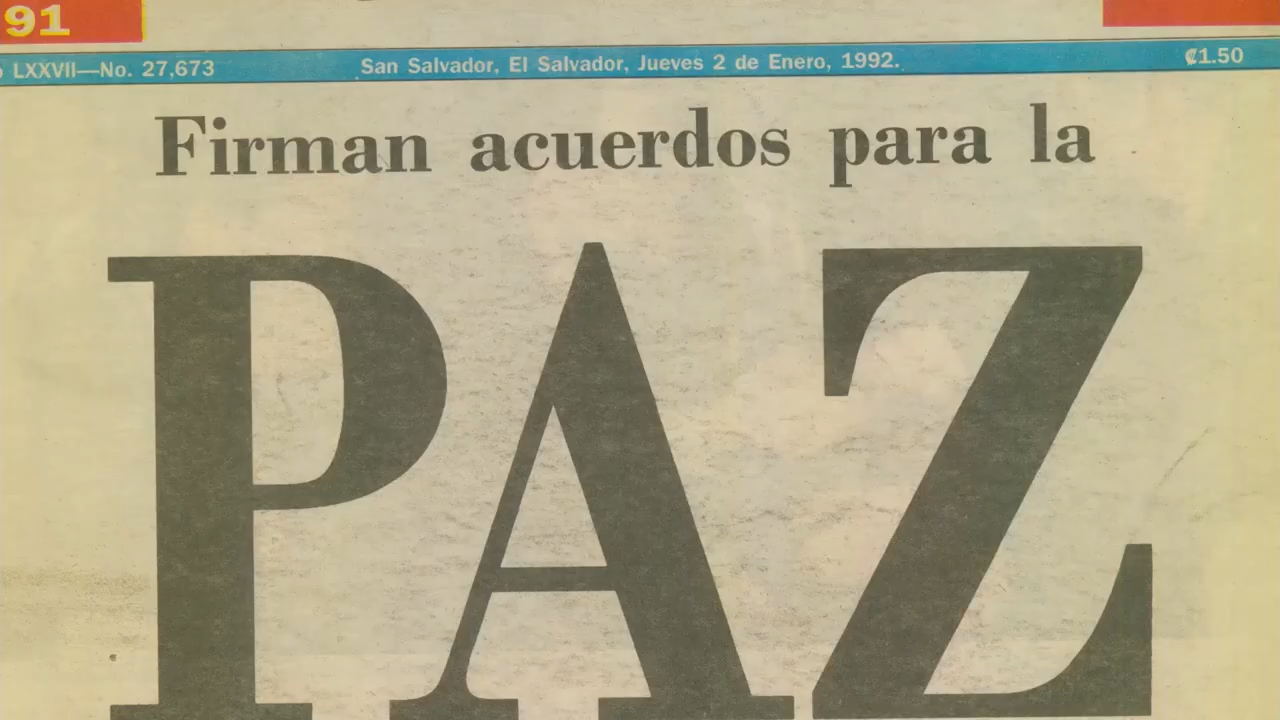 91
LXXVII—No. 27,673 San Salvador, El Salvador, Jueves 2 de Enero, 1992. ₡1.50
Firman acuerdos para la
PAZ